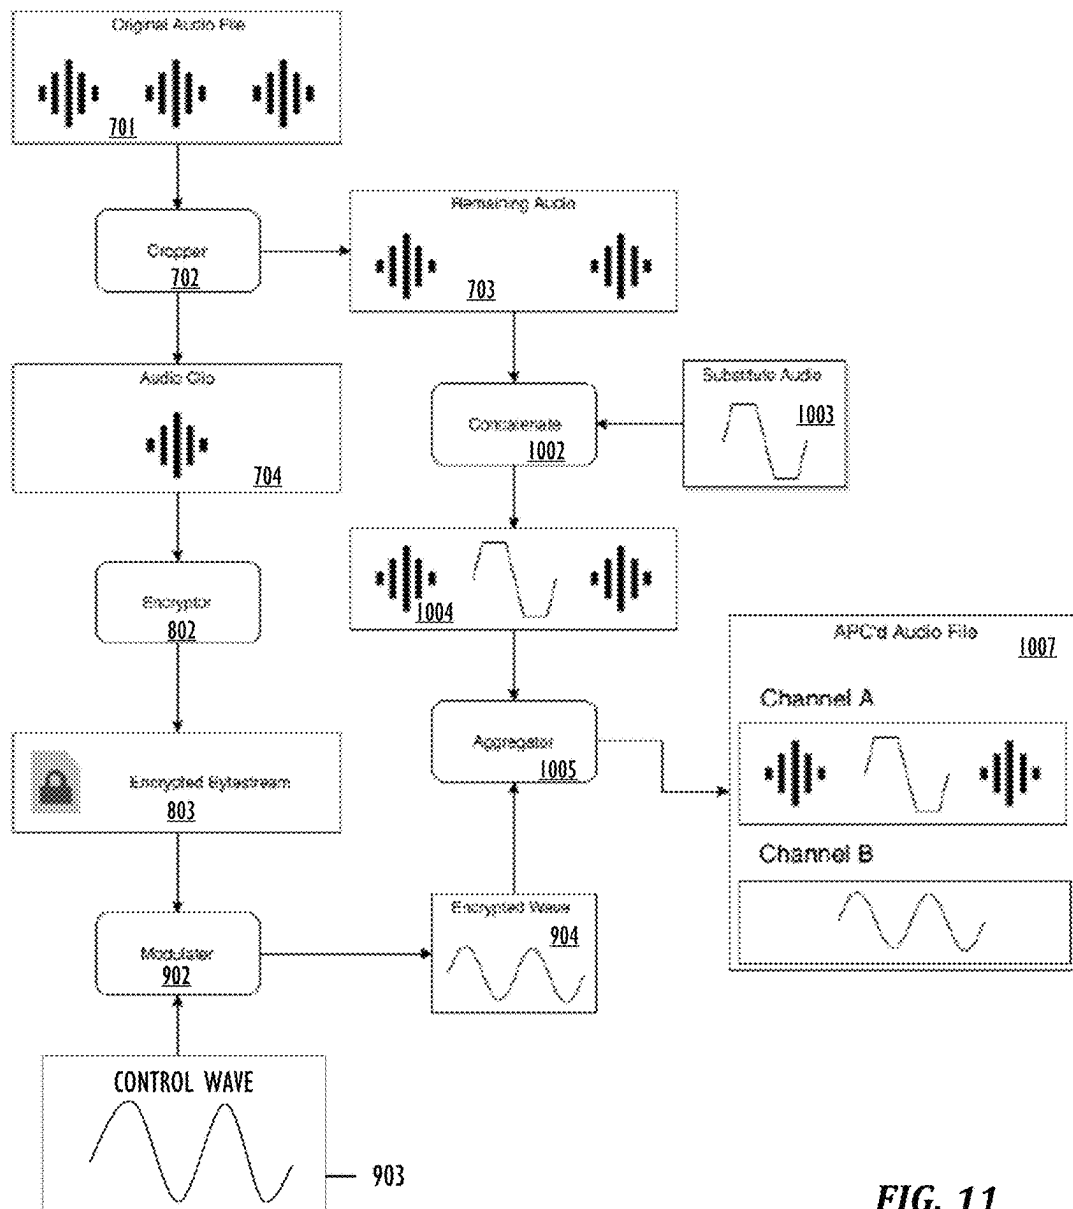 Original Audio File
701
Cropper
702
Remaining Audio
703
Audio Clip
704
Concatenate
1002
Substitute Audio
1003
Encryptor
802
1004
APC'd Audio File
1007
Channel A
Aggregator
1005
Encrypted Bytestream
803
Channel B
Encrypted Wave
904
Modulater
902
CONTROL WAVE
903
FIG. 11